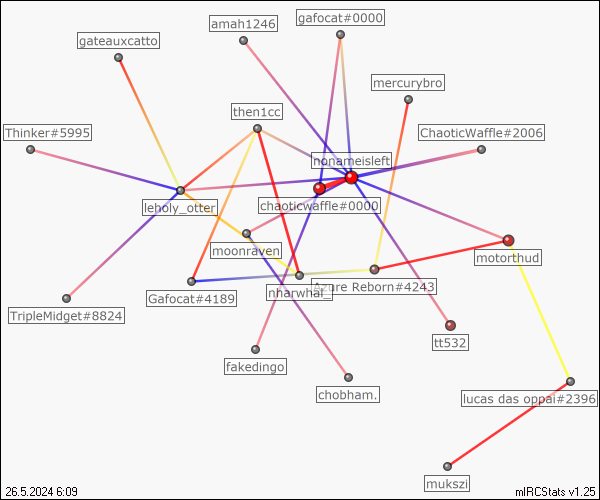 amah1246
gafocat#0000
gateauxcatto
mercurybro
then1cc
Thinker#5995
ChaoticWaffle#2006
nonameisleft
leholy_otter
chaoticwaffle#0000
moonraven
motorthud
Gafocat#4189
nharwhal_
Azure Reborn#4243
TripleMidget#8824
tt532
fakedingo
chobham.
lucas das oppai#2396
mukszi
26.5.2024 6:09
mIRCStats v1.25